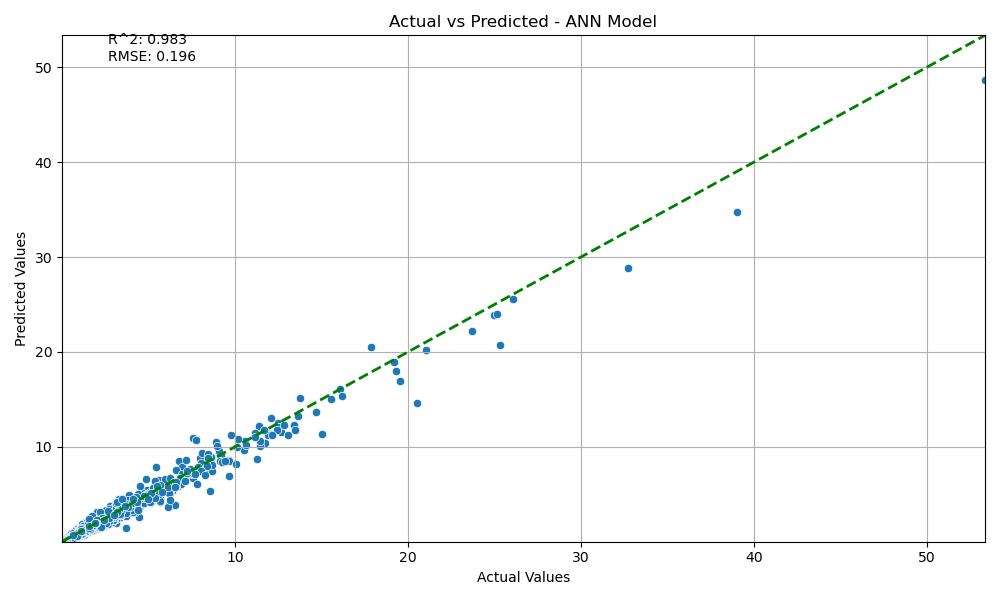 Actual vs Predicted - ANN Model
R^2: 0.983
RMSE: 0.196
50
40
30
20
10
Predicted Values
10 20 30 40 50
Actual Values